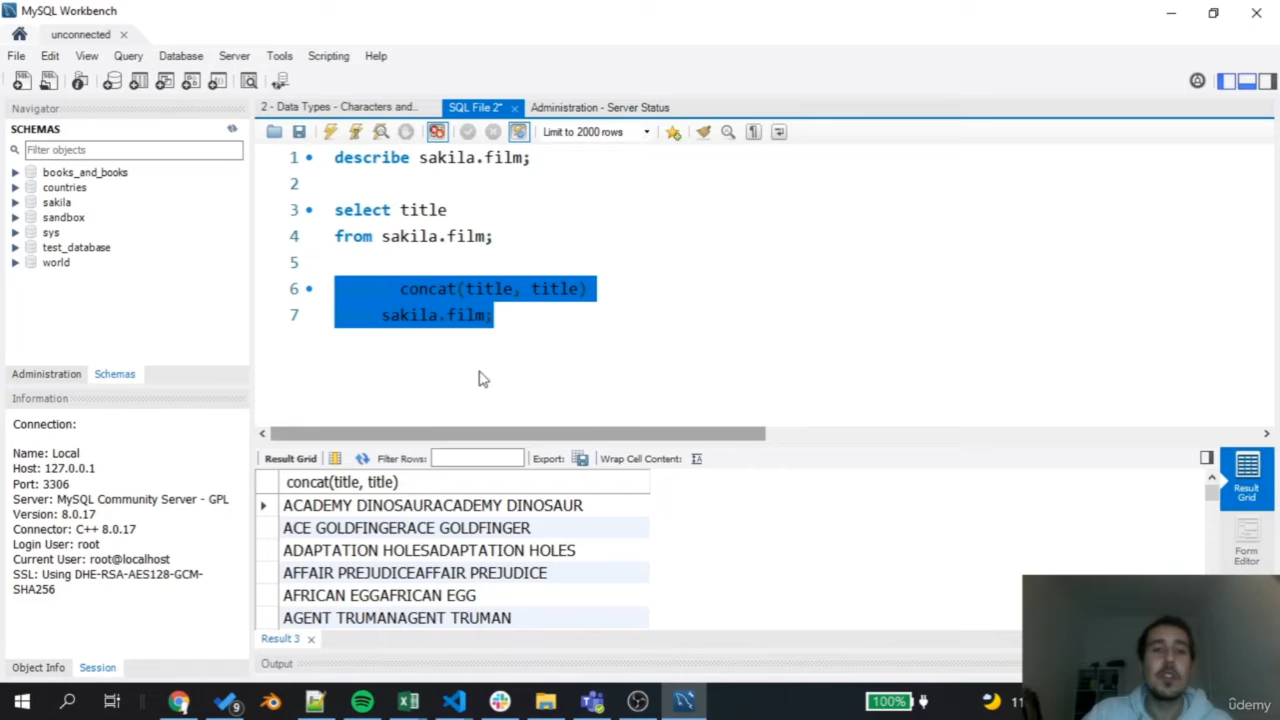 MySQL Workbench
unconnected
File Edit View Query Database Server Tools Scripting Help
Navigator
2 - Data Types - Characters and... SQL File 2* Administration - Server Status
SCHEMAS
Limit to 2000 rows
Filter objects
books_and_books
countries
sakila
sandbox
sys
test_database
world
1 describe sakila.film;
2
3 select title
4 from sakila.film;
5
6 concat(title, title)
7 sakila.film;
Administration Schemas
Information
Connection:
Name: Local
Host: 127.0.0.1
Port: 3306
Server: MySQL Community Server - GPL
Version: 8.0.17
Connector: C++ 8.0.17
Login User: root
Current User: root@localhost
SSL: Using DHE-RSA-AES128-GCM-
SHA256
Object Info Session
Result Grid Filter Rows: Export: Wrap Cell Content:
concat(title, title)
ACADEMY DINOSAURACADEMY DINOSAUR
ACE GOLDFINGERACE GOLDFINGER
ADAPTATION HOLESADAPTATION HOLES
AFFAIR PREJUDICEAFFAIR PREJUDICE
AFRICAN EGGAFRICAN EGG
AGENT TRUMANAGENT TRUMAN
Result
Grid
Form
Editor
Result 3
Output
9
100%
11
ûdemy